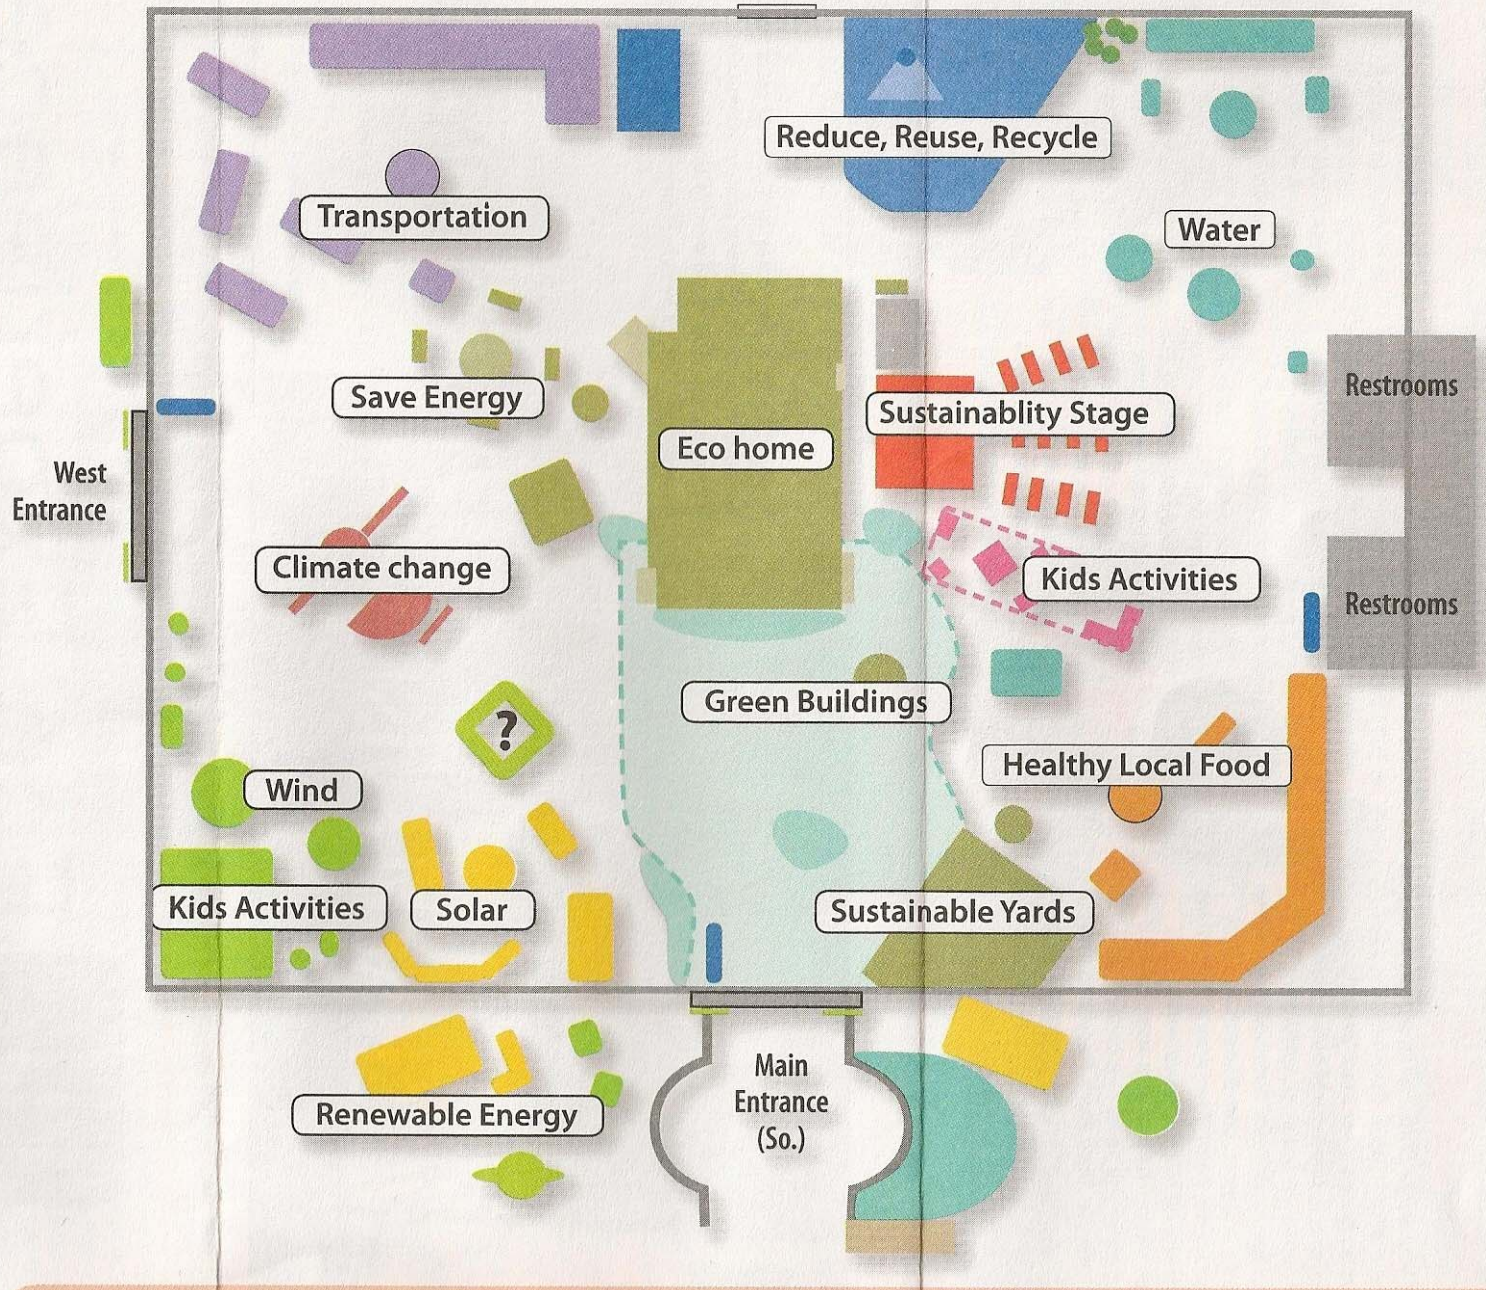 Reduce, Reuse, Recycle
Transportation
Water
Save Energy
Restrooms
Sustainablity Stage
Eco home
West
Entrance
Climate change
Kids Activities
Restrooms
Green Buildings
?
Healthy Local Food
Wind
Kids Activities
Solar
Sustainable Yards
Main
Entrance
(So.)
Renewable Energy